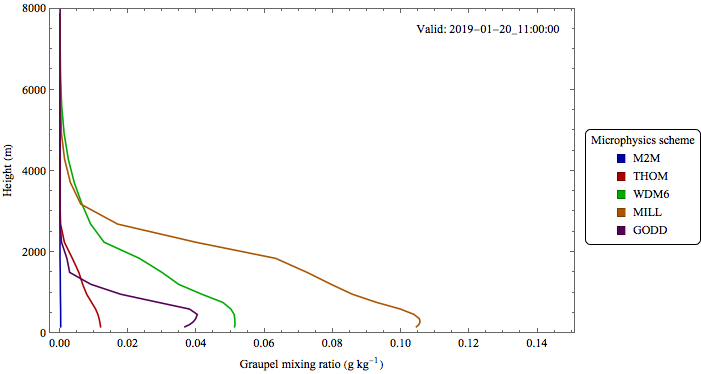 8000
Valid: 2019−01−20_11:00:00
6000
4000
2000
0
Height (m)
0.00 0.02 0.04 0.06 0.08 0.10 0.12 0.14
Graupel mixing ratio (g kg⁻¹)
Microphysics scheme
M2M
THOM
WDM6
MILL
GODD